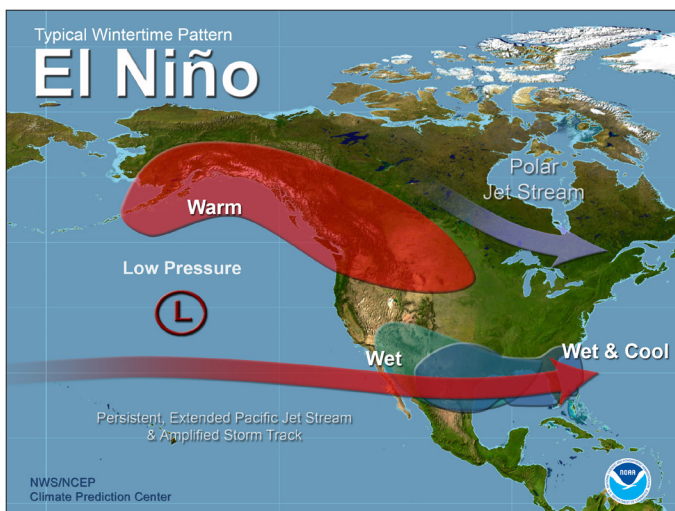 Typical Wintertime Pattern
El Niño
Polar
Jet Stream
Warm
Low Pressure
L
Wet
Wet & Cool
Persistent, Extended Pacific Jet Stream
& Amplified Storm Track
NWS/NCEP
Climate Prediction Center
NOAA